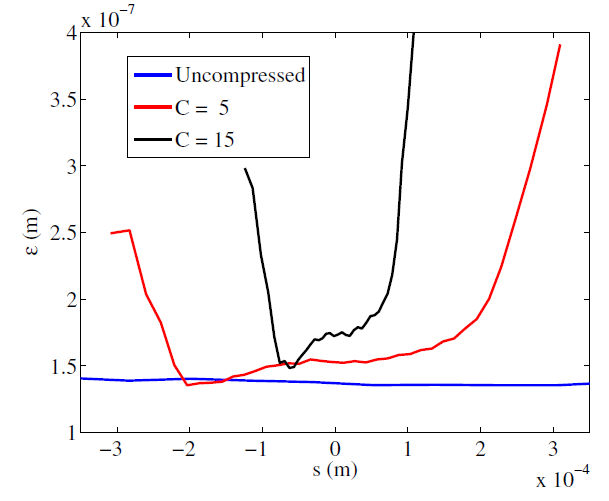 x 10⁻⁷
4
3.5
3
2.5
2
1.5
1
ε (m)
Uncompressed
C = 5
C = 15
−3 −2 −1 0 1 2 3
s (m)
x 10⁻⁴